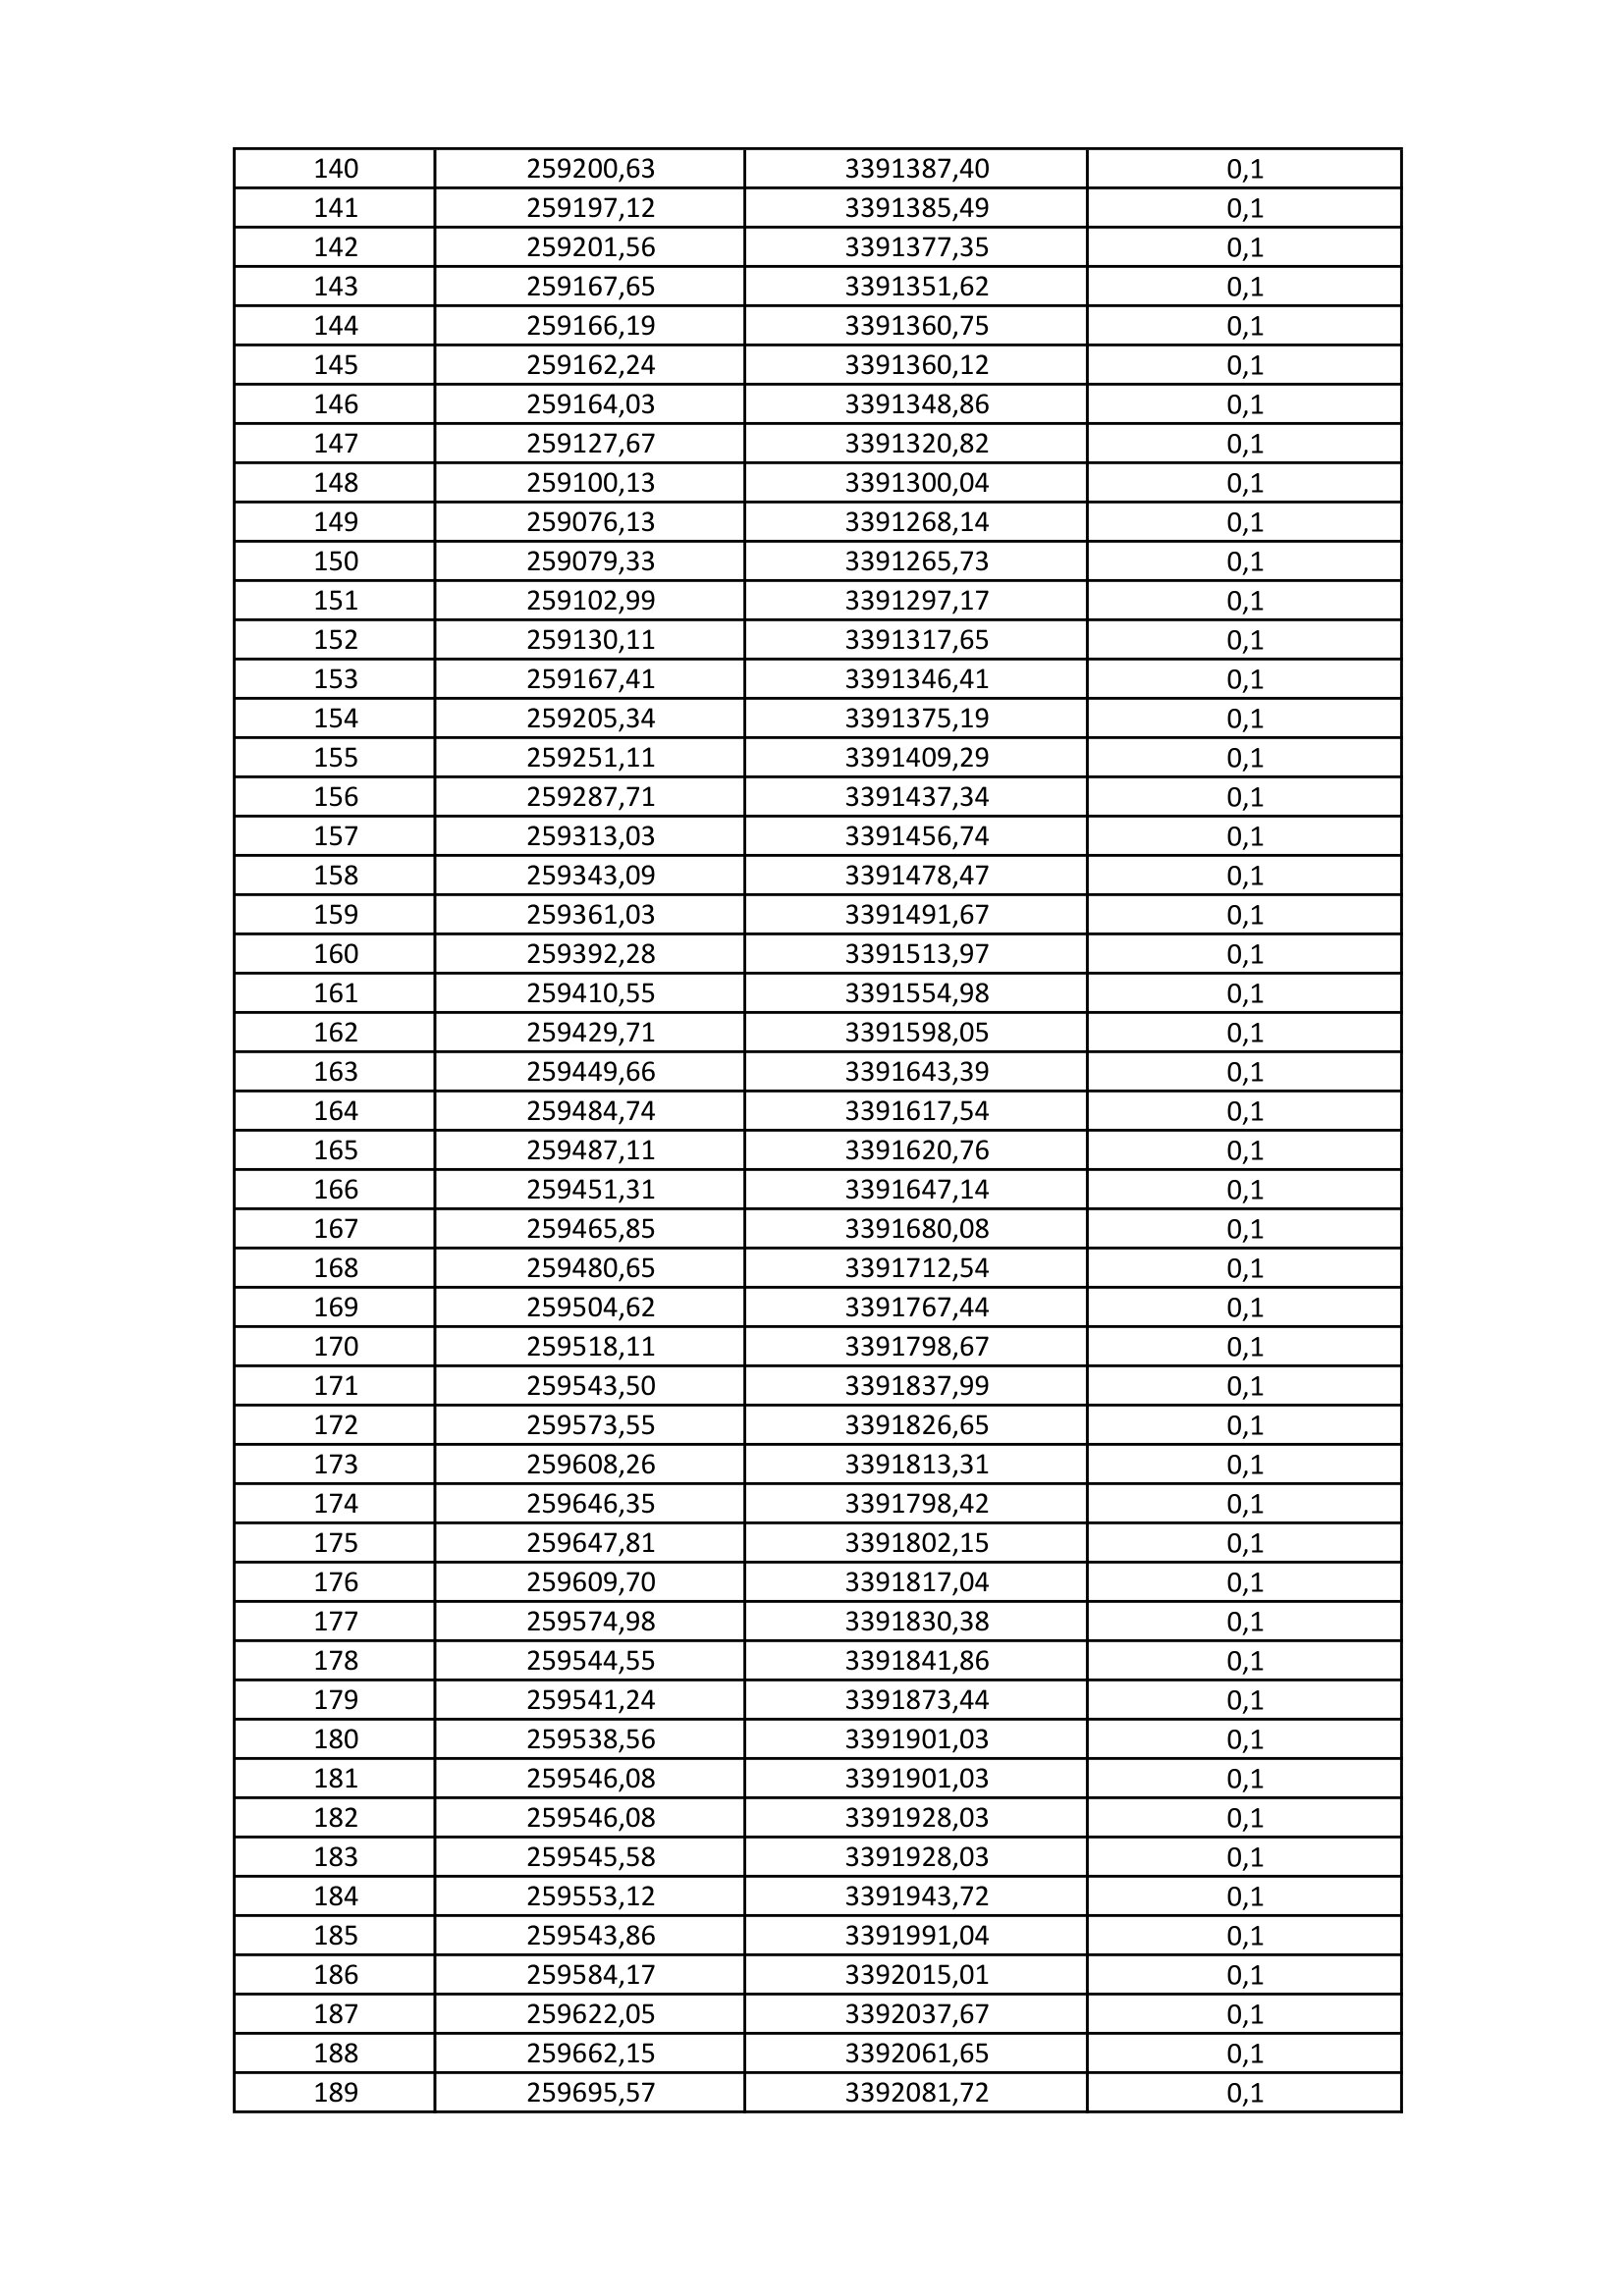 140 259200,63 3391387,40 0,1
141 259197,12 3391385,49 0,1
142 259201,56 3391377,35 0,1
143 259167,65 3391351,62 0,1
144 259166,19 3391360,75 0,1
145 259162,24 3391360,12 0,1
146 259164,03 3391348,86 0,1
147 259127,67 3391320,82 0,1
148 259100,13 3391300,04 0,1
149 259076,13 3391268,14 0,1
150 259079,33 3391265,73 0,1
151 259102,99 3391297,17 0,1
152 259130,11 3391317,65 0,1
153 259167,41 3391346,41 0,1
154 259205,34 3391375,19 0,1
155 259251,11 3391409,29 0,1
156 259287,71 3391437,34 0,1
157 259313,03 3391456,74 0,1
158 259343,09 3391478,47 0,1
159 259361,03 3391491,67 0,1
160 259392,28 3391513,97 0,1
161 259410,55 3391554,98 0,1
162 259429,71 3391598,05 0,1
163 259449,66 3391643,39 0,1
164 259484,74 3391617,54 0,1
165 259487,11 3391620,76 0,1
166 259451,31 3391647,14 0,1
167 259465,85 3391680,08 0,1
168 259480,65 3391712,54 0,1
169 259504,62 3391767,44 0,1
170 259518,11 3391798,67 0,1
171 259543,50 3391837,99 0,1
172 259573,55 3391826,65 0,1
173 259608,26 3391813,31 0,1
174 259646,35 3391798,42 0,1
175 259647,81 3391802,15 0,1
176 259609,70 3391817,04 0,1
177 259574,98 3391830,38 0,1
178 259544,55 3391841,86 0,1
179 259541,24 3391873,44 0,1
180 259538,56 3391901,03 0,1
181 259546,08 3391901,03 0,1
182 259546,08 3391928,03 0,1
183 259545,58 3391928,03 0,1
184 259553,12 3391943,72 0,1
185 259543,86 3391991,04 0,1
186 259584,17 3392015,01 0,1
187 259622,05 3392037,67 0,1
188 259662,15 3392061,65 0,1
189 259695,57 3392081,72 0,1